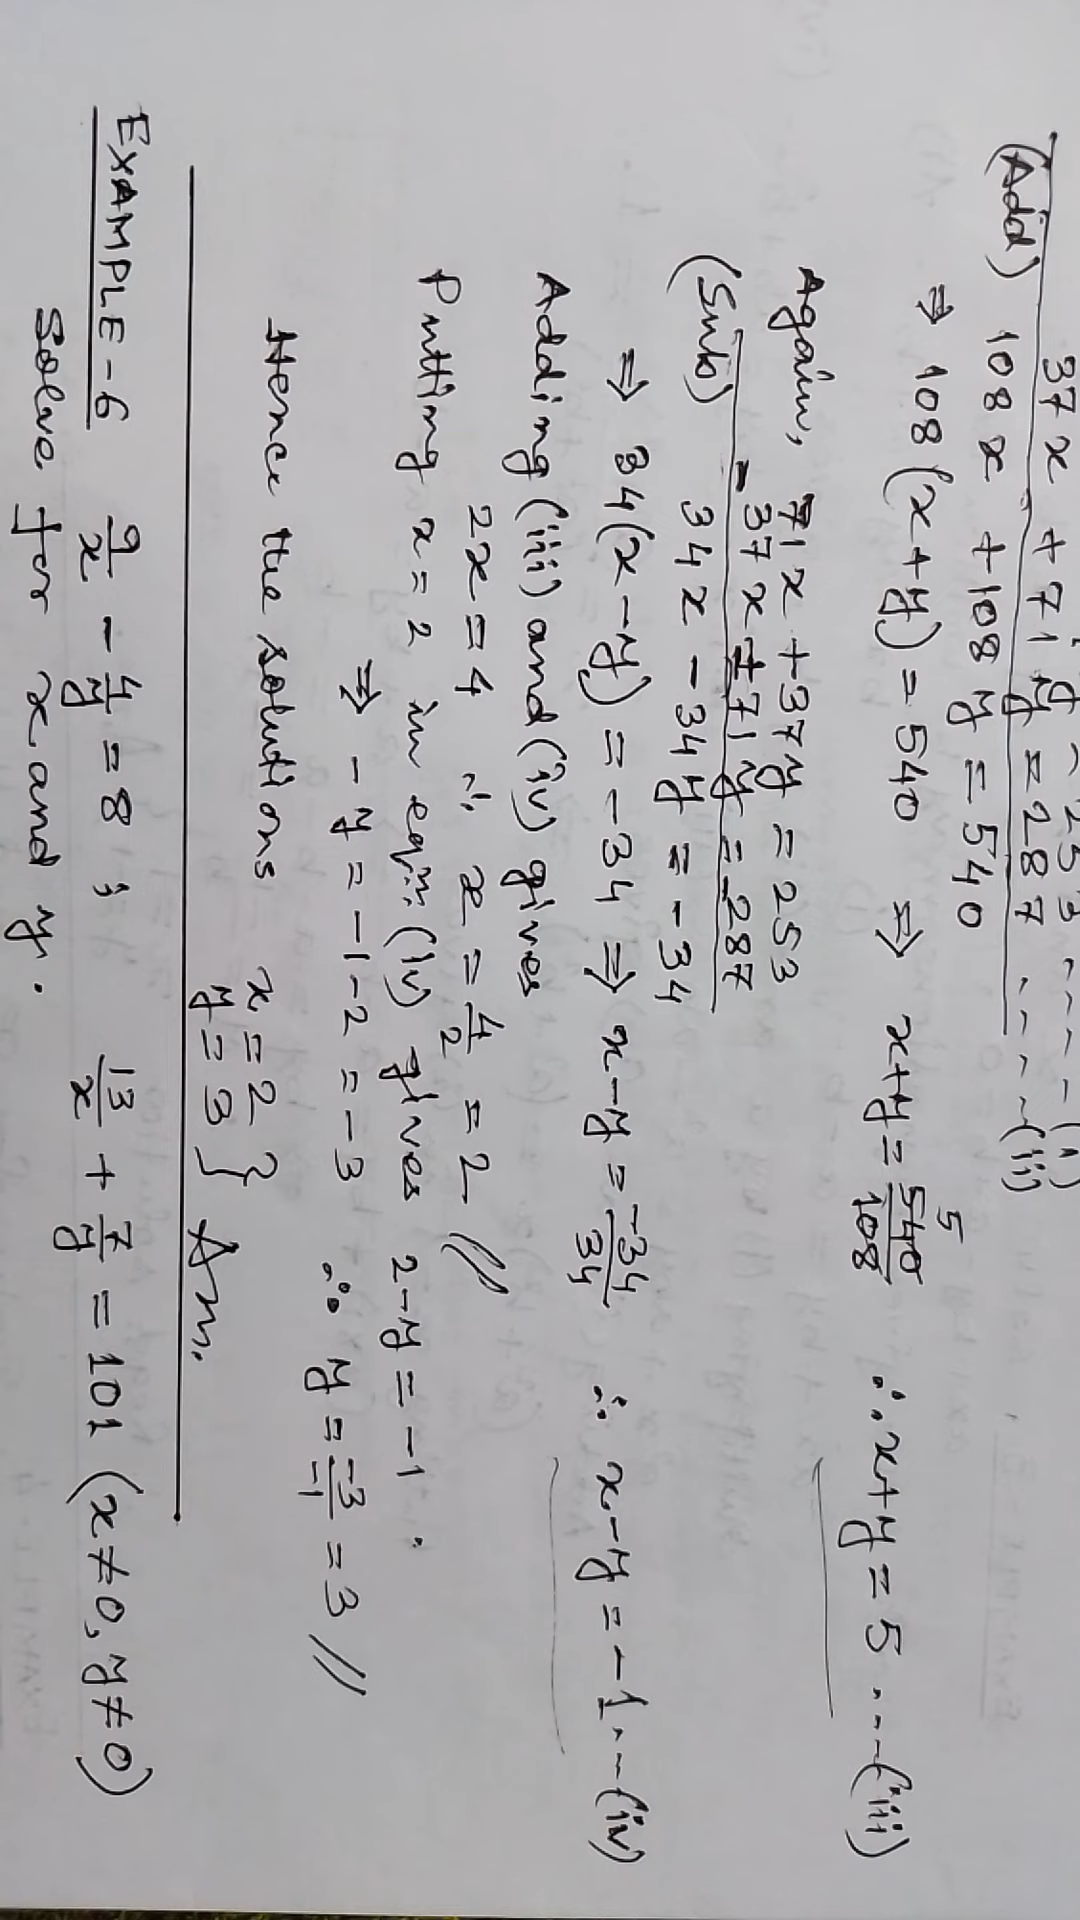 37x + 71y = 287 ---- (ii)
(Add) 108x + 108y = 540
⇒ 108(x+y) = 540 ⇒ x+y = 540/108 5 ∴ x+y = 5 ---- (iii)
Again, 71x + 37y = 253
- 37x ± 71y = -287
(Sub) 34x - 34y = -34
⇒ 34(x-y) = -34 ⇒ x-y = -34/34 ∴ x-y = -1 --- (iv)
Adding (iii) and (iv) gives
2x = 4 ∴ x = 4/2 = 2 //
Putting x = 2 in eqn. (iv) gives 2-y = -1
⇒ -y = -1-2 = -3 ∴ y = -3/-1 = 3 //
Hence the solutions x = 2
y = 3 } Ans.
EXAMPLE-6 9/x - 4/y = 8 ; 13/x + 7/y = 101 (x≠0, y≠0)
Solve for x and y.